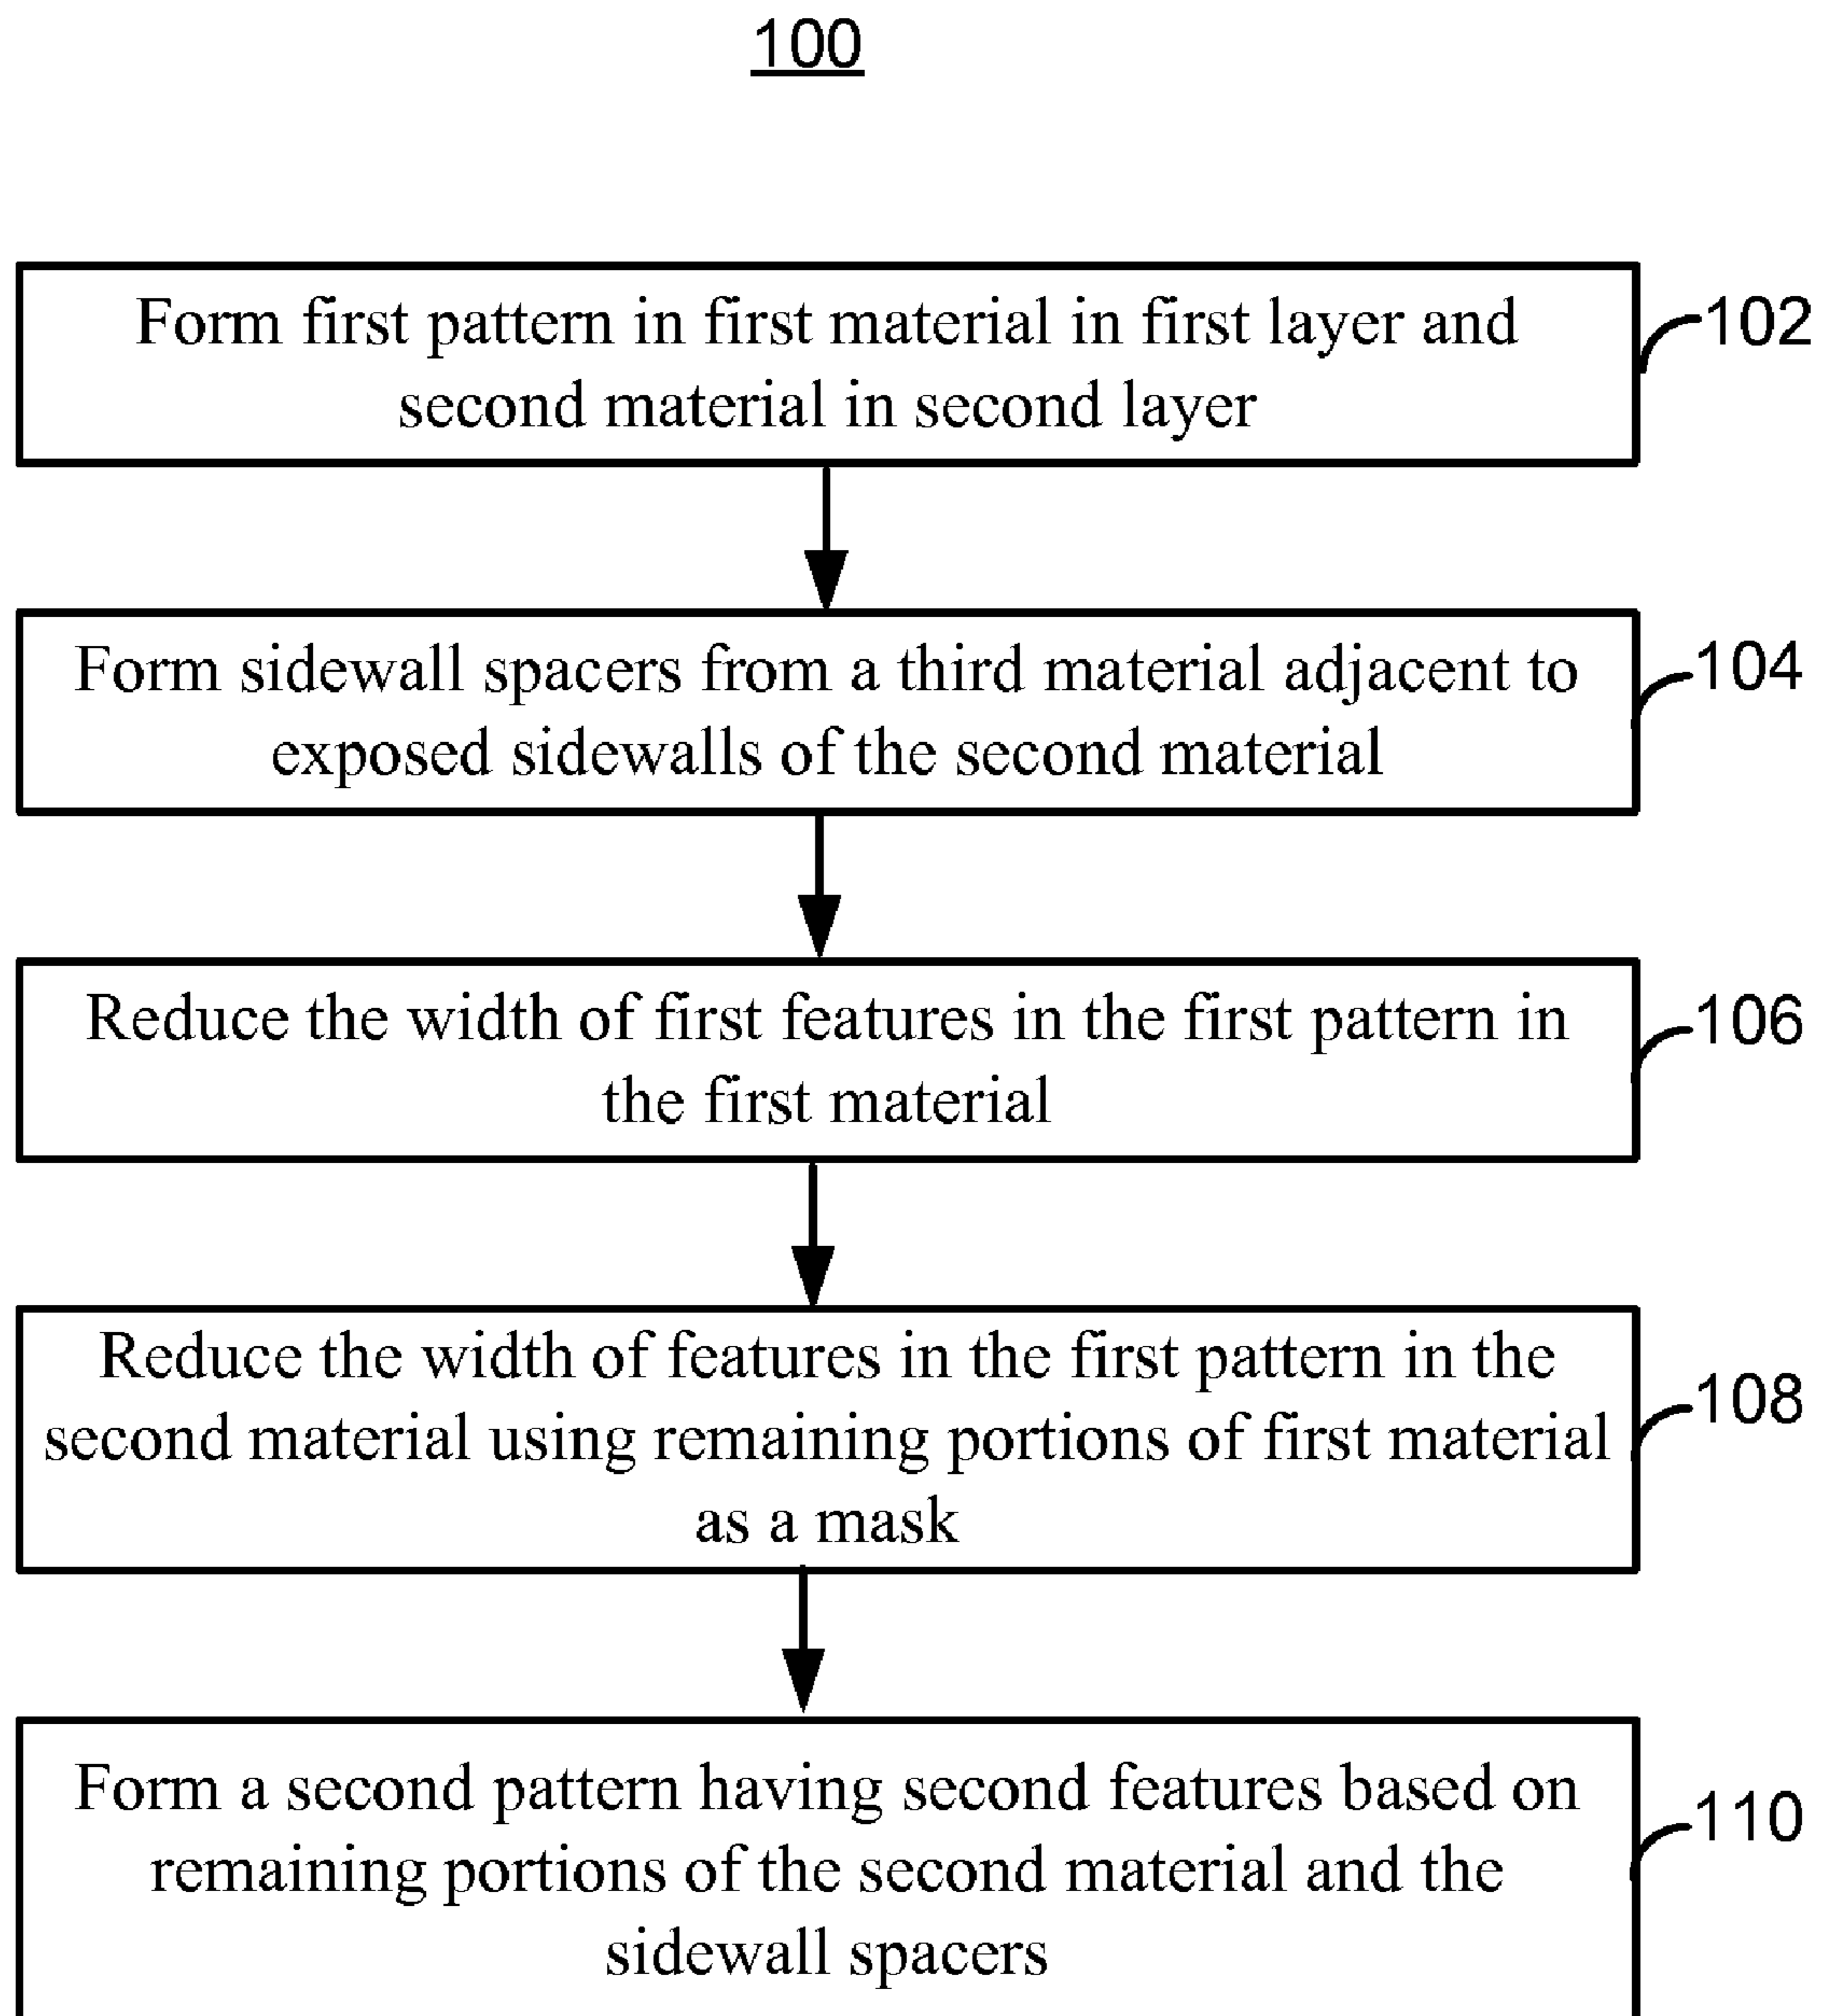 100
Form first pattern in first material in first layer and
second material in second layer
102
Form sidewall spacers from a third material adjacent to
exposed sidewalls of the second material
104
Reduce the width of first features in the first pattern in
the first material
106
Reduce the width of features in the first pattern in the
second material using remaining portions of first material
as a mask
108
Form a second pattern having second features based on
remaining portions of the second material and the
sidewall spacers
110